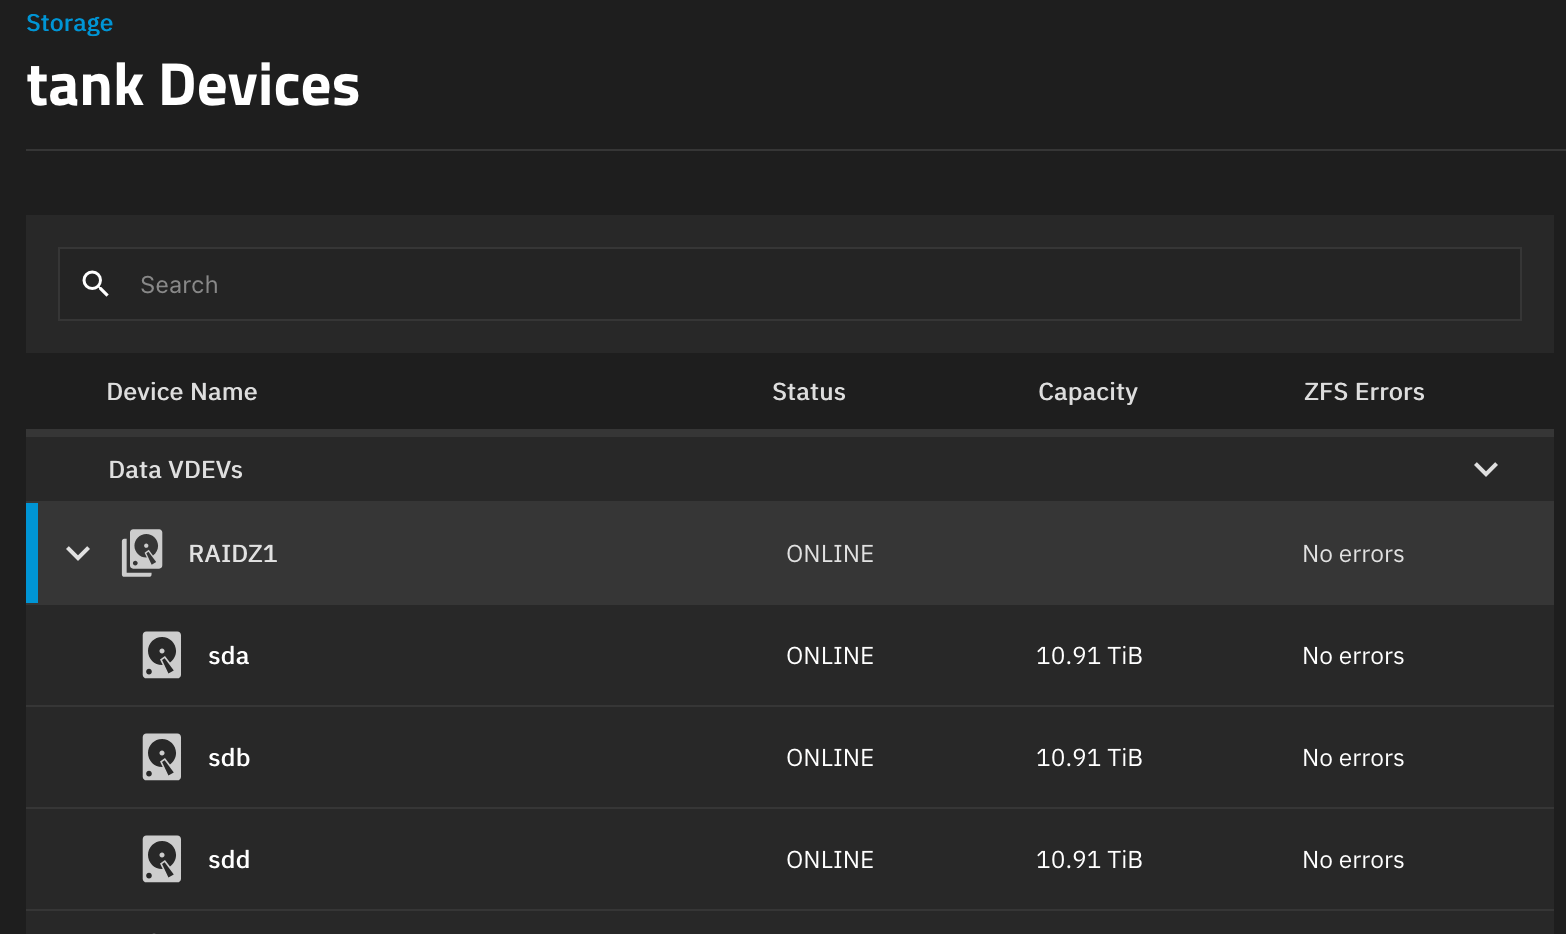 Storage
tank Devices
Search
Device Name Status Capacity ZFS Errors
Data VDEVs
RAIDZ1 ONLINE No errors
sda ONLINE 10.91 TiB No errors
sdb ONLINE 10.91 TiB No errors
sdd ONLINE 10.91 TiB No errors